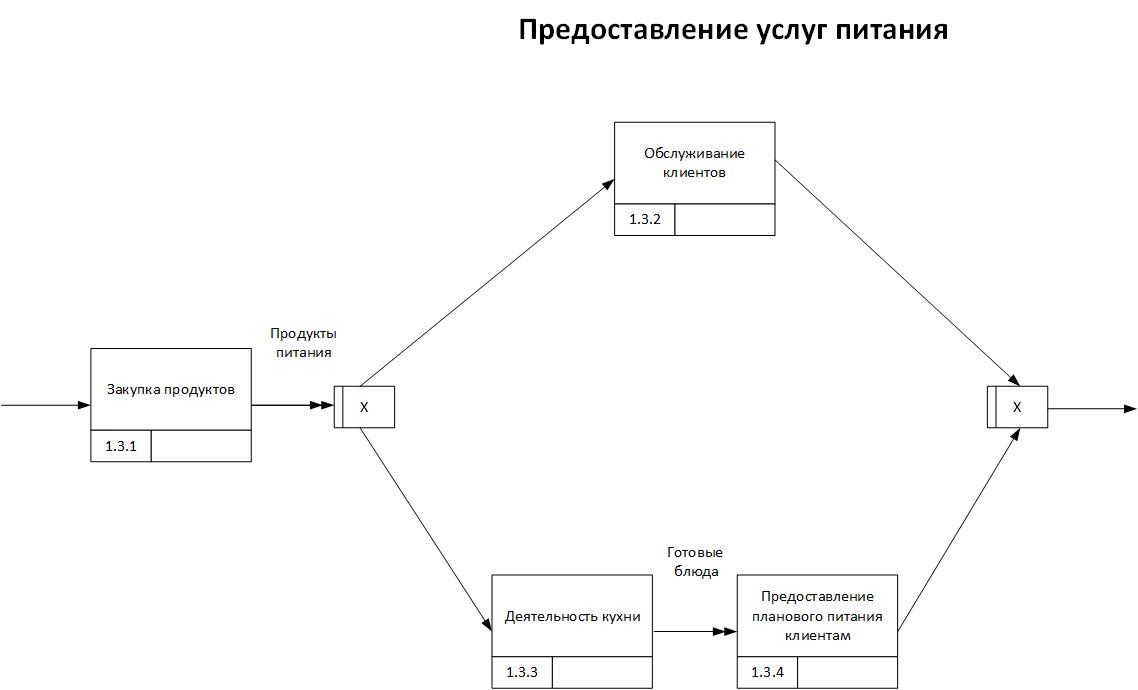 Предоставление услуг питания
Обслуживание
клиентов
1.3.2
Продукты
питания
Закупка продуктов
1.3.1
X
X
Готовые
блюда
Деятельность кухни
1.3.3
Предоставление
планового питания
клиентам
1.3.4